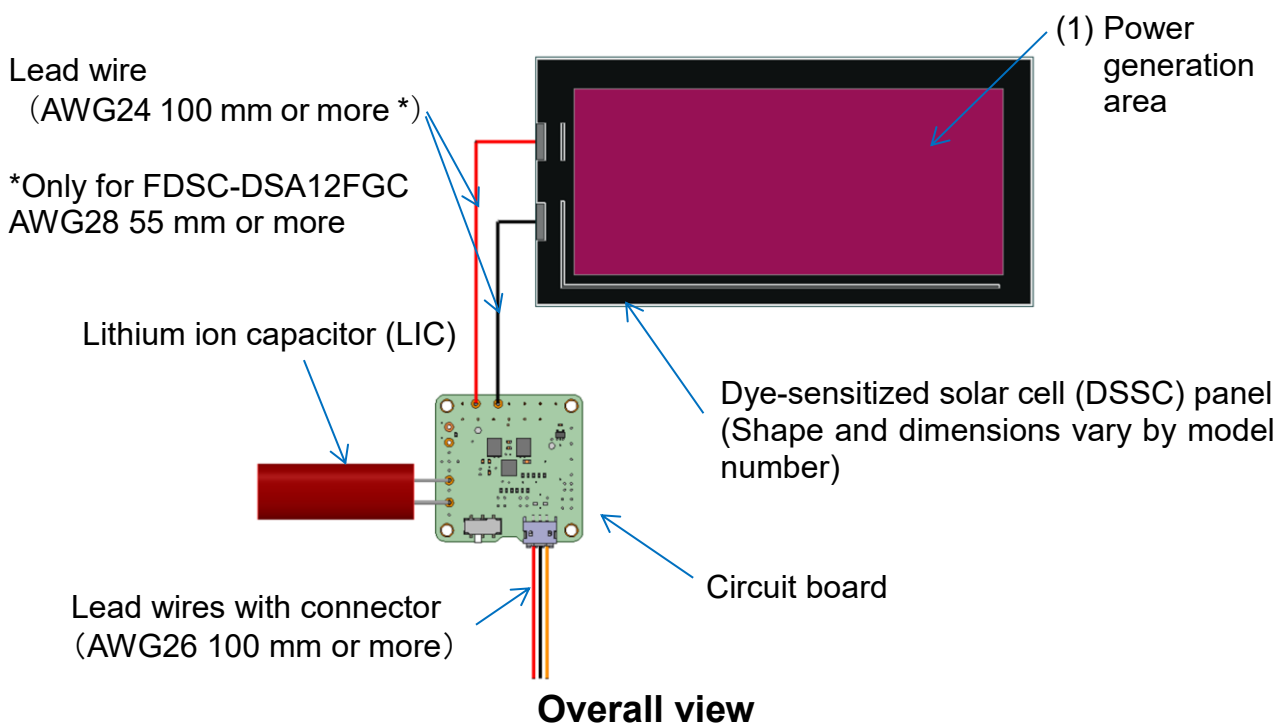 (1) Power
generation
area
Lead wire
（AWG24 100 mm or more *）
*Only for FDSC-DSA12FGC
AWG28 55 mm or more
Lithium ion capacitor (LIC)
Dye-sensitized solar cell (DSSC) panel
(Shape and dimensions vary by model
number)
Circuit board
Lead wires with connector
（AWG26 100 mm or more）
Overall view